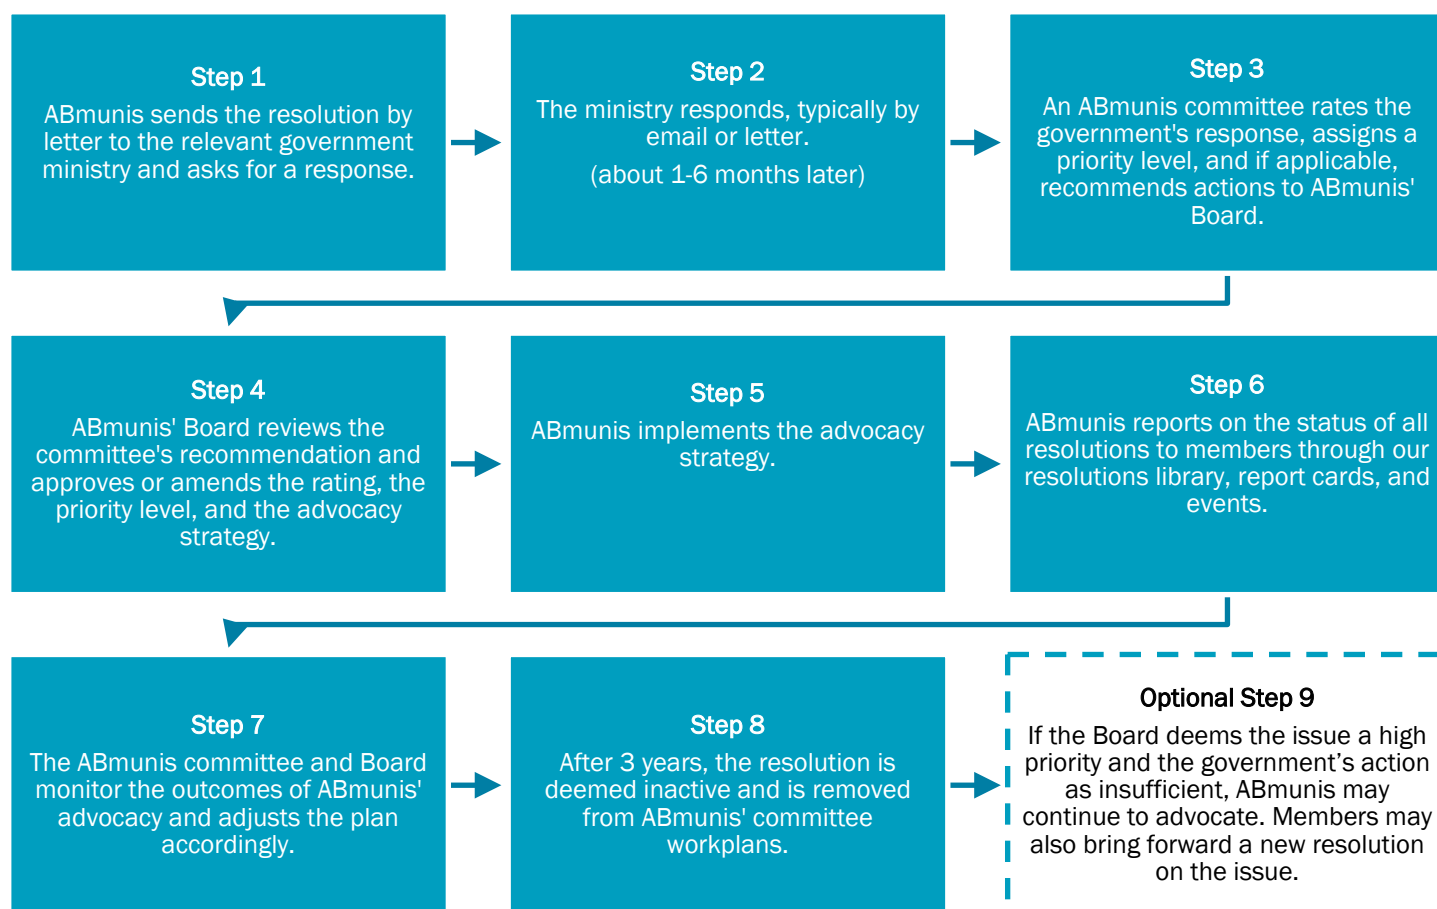 Step 1
ABmunis sends the resolution by
letter to the relevant government
ministry and asks for a response.
Step 2
The ministry responds, typically by
email or letter.
(about 1-6 months later)
Step 3
An ABmunis committee rates the
government's response, assigns a
priority level, and if applicable,
recommends actions to ABmunis'
Board.
Step 4
ABmunis' Board reviews the
committee's recommendation and
approves or amends the rating, the
priority level, and the advocacy
strategy.
Step 5
ABmunis implements the advocacy
strategy.
Step 6
ABmunis reports on the status of all
resolutions to members through our
resolutions library, report cards, and
events.
Step 7
The ABmunis committee and Board
monitor the outcomes of ABmunis'
advocacy and adjusts the plan
accordingly.
Step 8
After 3 years, the resolution is
deemed inactive and is removed
from ABmunis' committee
workplans.
Optional Step 9
If the Board deems the issue a high
priority and the government’s action
as insufficient, ABmunis may
continue to advocate. Members may
also bring forward a new resolution
on the issue.